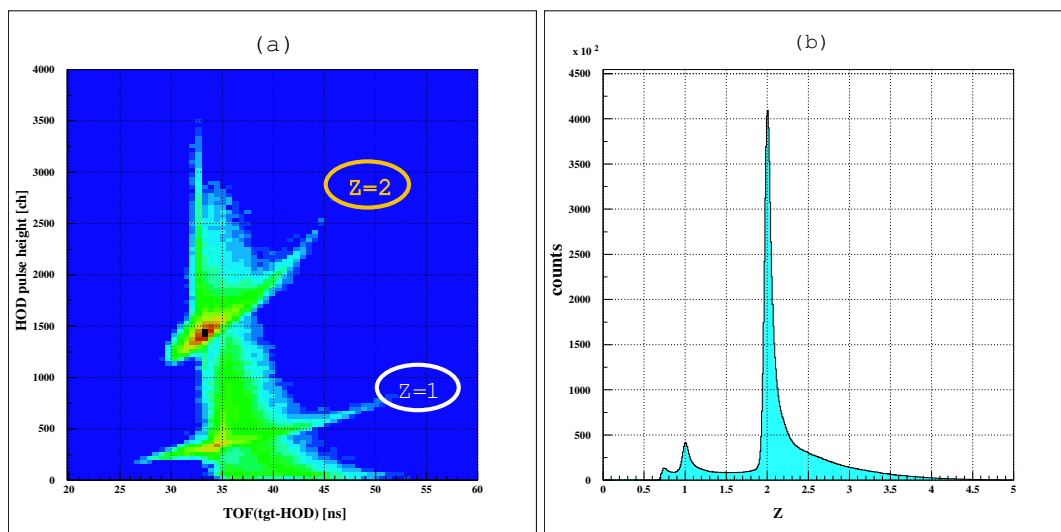 (a)
4000
3500
3000
2500
2000
1500
1000
500
0
HOD pulse height [ch]
Z=2
Z=1
20 25 30 35 40 45 50 55 60
TOF(tgt-HOD) [ns]
(b)
x 10 2
4500
4000
3500
3000
2500
2000
1500
1000
500
0
counts
0 0.5 1 1.5 2 2.5 3 3.5 4 4.5 5
Z